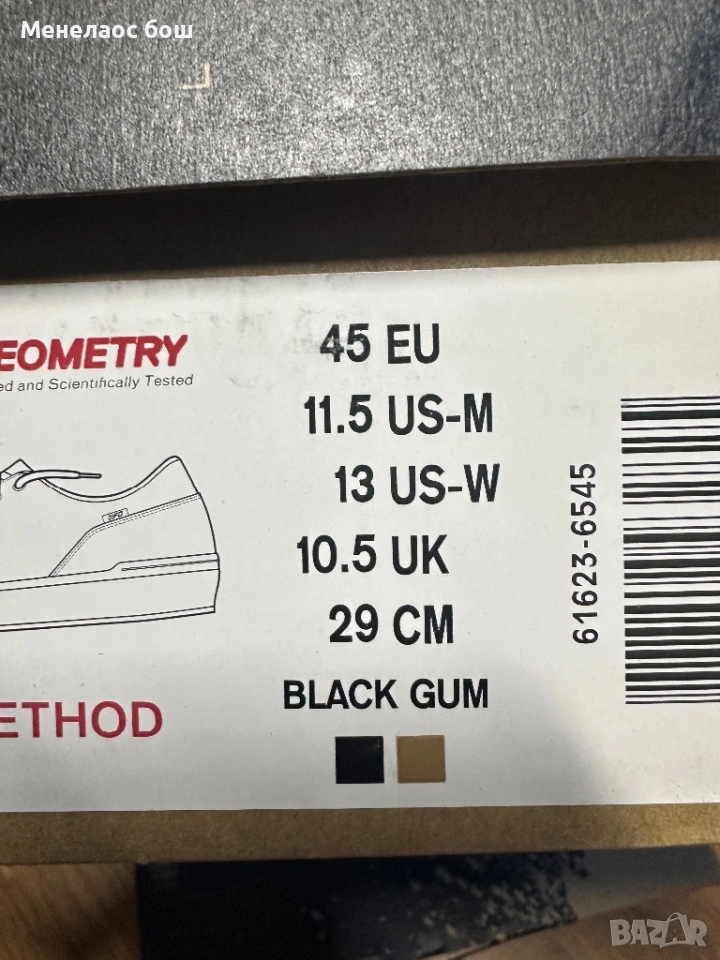 Менелаос бош
EOMETRY
ed and Scientifically Tested
45 EU
11.5 US-M
13 US-W
10.5 UK
29 CM
BLACK GUM
ETHOD
61623-6545
BAZAR